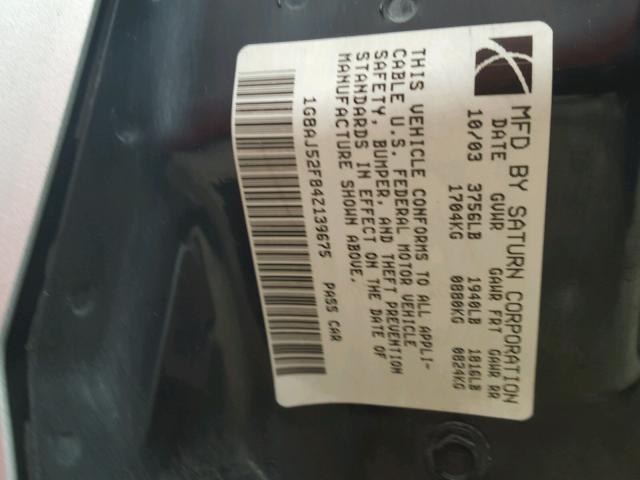 MFD BY SATURN CORPORATION
DATE GVWR GAWR FRT GAWR RR
10/03 3756LB 1940LB 1816LB
1704KG 0880KG 0824KG
THIS VEHICLE CONFORMS TO ALL APPLI-
CABLE U.S. FEDERAL MOTOR VEHICLE
SAFETY, BUMPER, AND THEFT PREVENTION
STANDARDS IN EFFECT ON THE DATE OF
MANUFACTURE SHOWN ABOVE.
1G8AJ52F84Z139675 PASS CAR